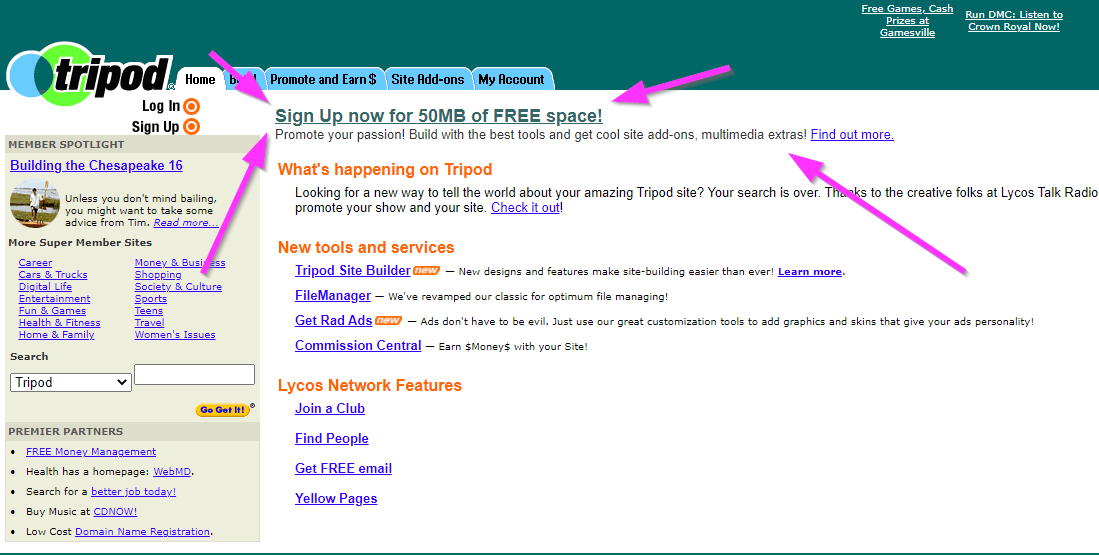 Free Games, Cash
Prizes at
Gamesville
Run DMC: Listen to
Crown Royal Now!
tripod
Home
Promote and Earn $
Site Add-ons
My Account
Log In
Sign Up
Sign Up now for 50MB of FREE space!
Promote your passion! Build with the best tools and get cool site add-ons, multimedia extras! Find out more.
MEMBER SPOTLIGHT
Building the Chesapeake 16
Unless you don't mind bailing,
you might want to take some
advice from Tim. Read more...
More Super Member Sites
Career
Money & Business
Cars & Trucks
Shopping
Digital Life
Society & Culture
Entertainment
Sports
Fun & Games
Teens
Health & Fitness
Travel
Home & Family
Women's Issues
Search
Tripod
Go Get It!®
PREMIER PARTNERS
• FREE Money Management
• Health has a homepage: WebMD.
• Search for a better job today!
• Buy Music at CDNOW!
• Low Cost Domain Name Registration.
What's happening on Tripod
Looking for a new way to tell the world about your amazing Tripod site? Your search is over. Thanks to the creative folks at Lycos Talk Radio
promote your show and your site. Check it out!
New tools and services
Tripod Site Builder new — New designs and features make site-building easier than ever! Learn more.
FileManager — We've revamped our classic for optimum file managing!
Get Rad Ads new — Ads don't have to be evil. Just use our great customization tools to add graphics and skins that give your ads personality!
Commission Central — Earn $Money$ with your Site!
Lycos Network Features
Join a Club
Find People
Get FREE email
Yellow Pages